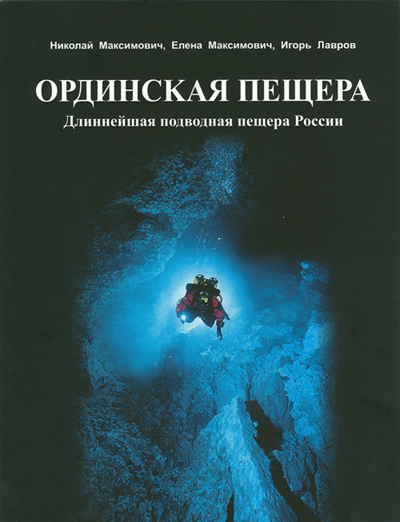 Николай Максимович, Елена Максимович, Игорь Лавров
ОРДИНСКАЯ ПЕЩЕРА
Длиннейшая подводная пещера России